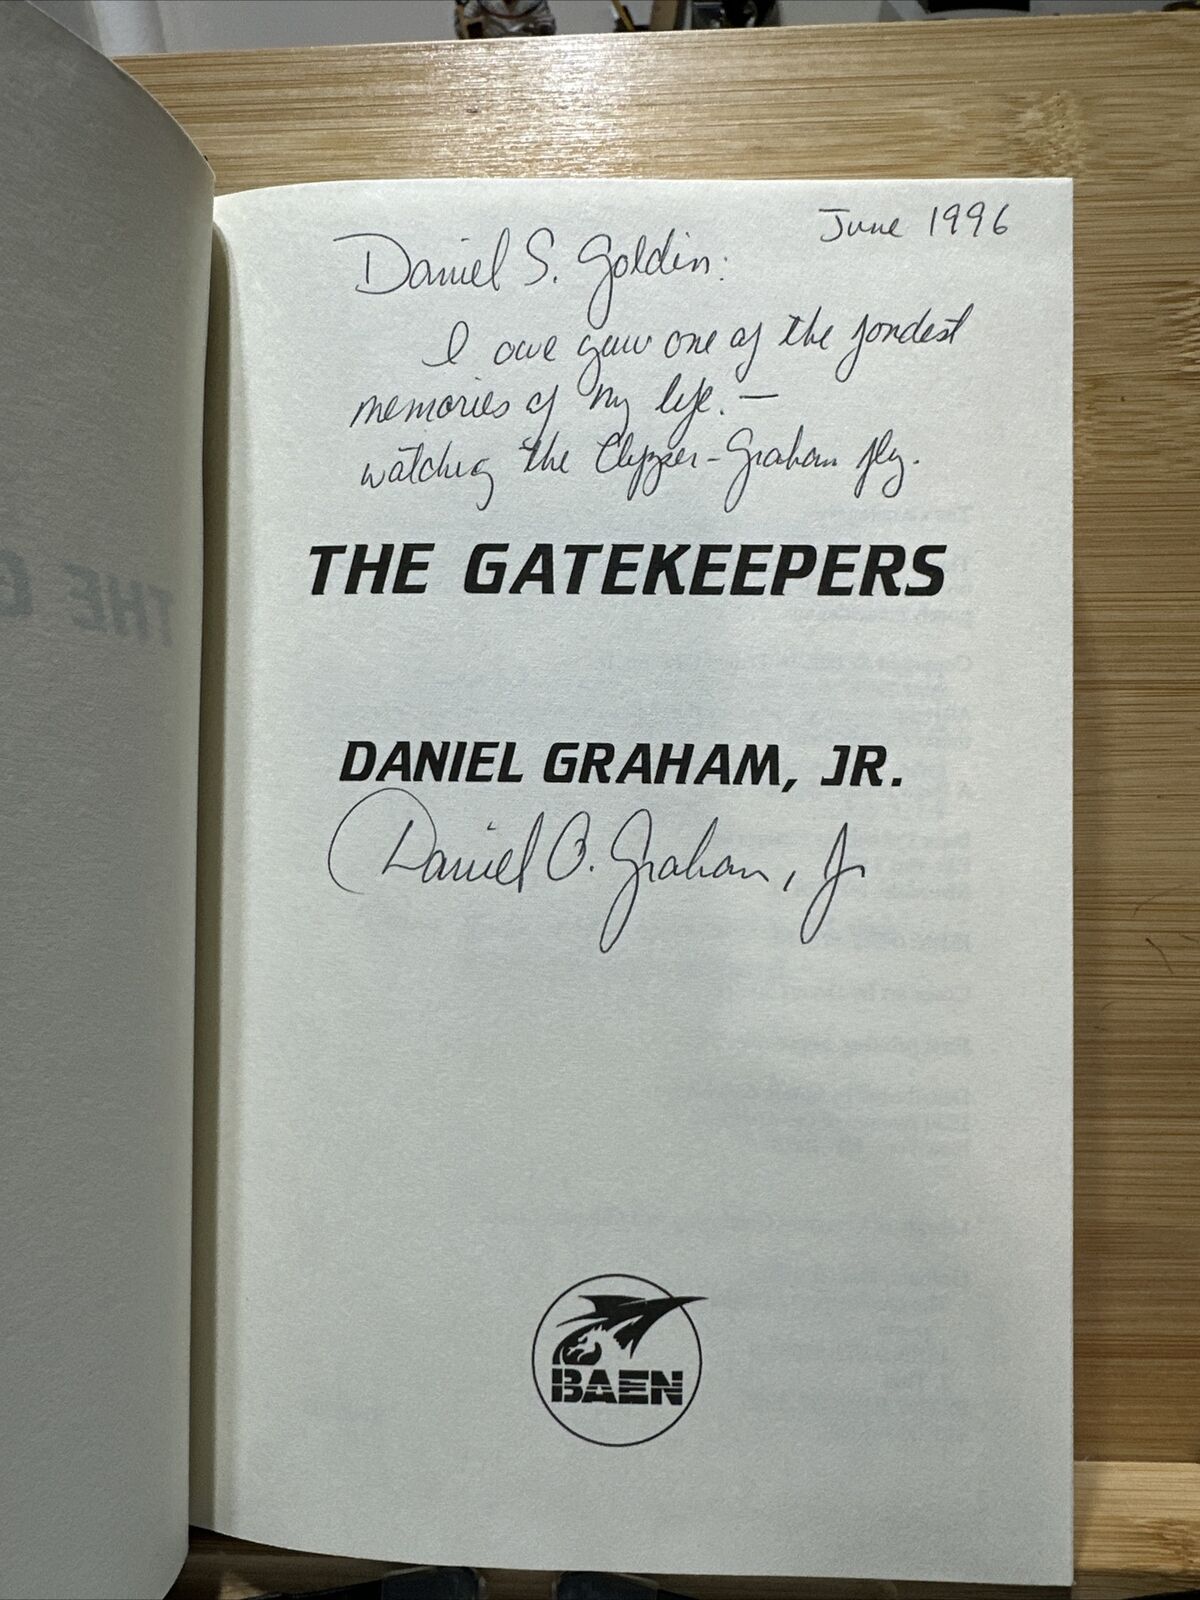 June 1996
Daniel S. Goldin:
I owe you one of the fondest
memories of my life. —
watching the Clipper-Graham fly.
THE GATEKEEPERS
DANIEL GRAHAM, JR.
Daniel O. Graham, Jr
BAEN
THE G